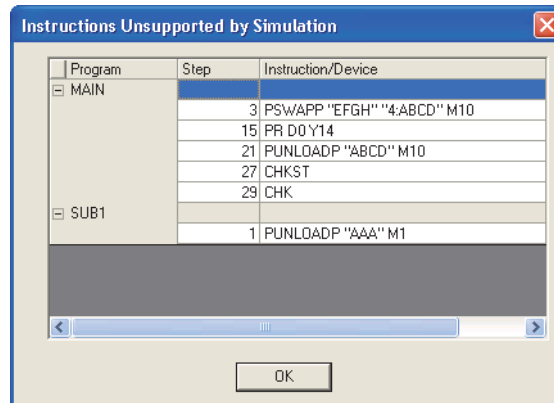 Instructions Unsupported by Simulation
Program Step Instruction/Device
MAIN
3 PSWAPP "EFGH" "4:ABCD" M10
15 PR D0 Y14
21 PUNLOADP "ABCD" M10
27 CHKST
29 CHK
SUB1
1 PUNLOADP "AAA" M1
OK